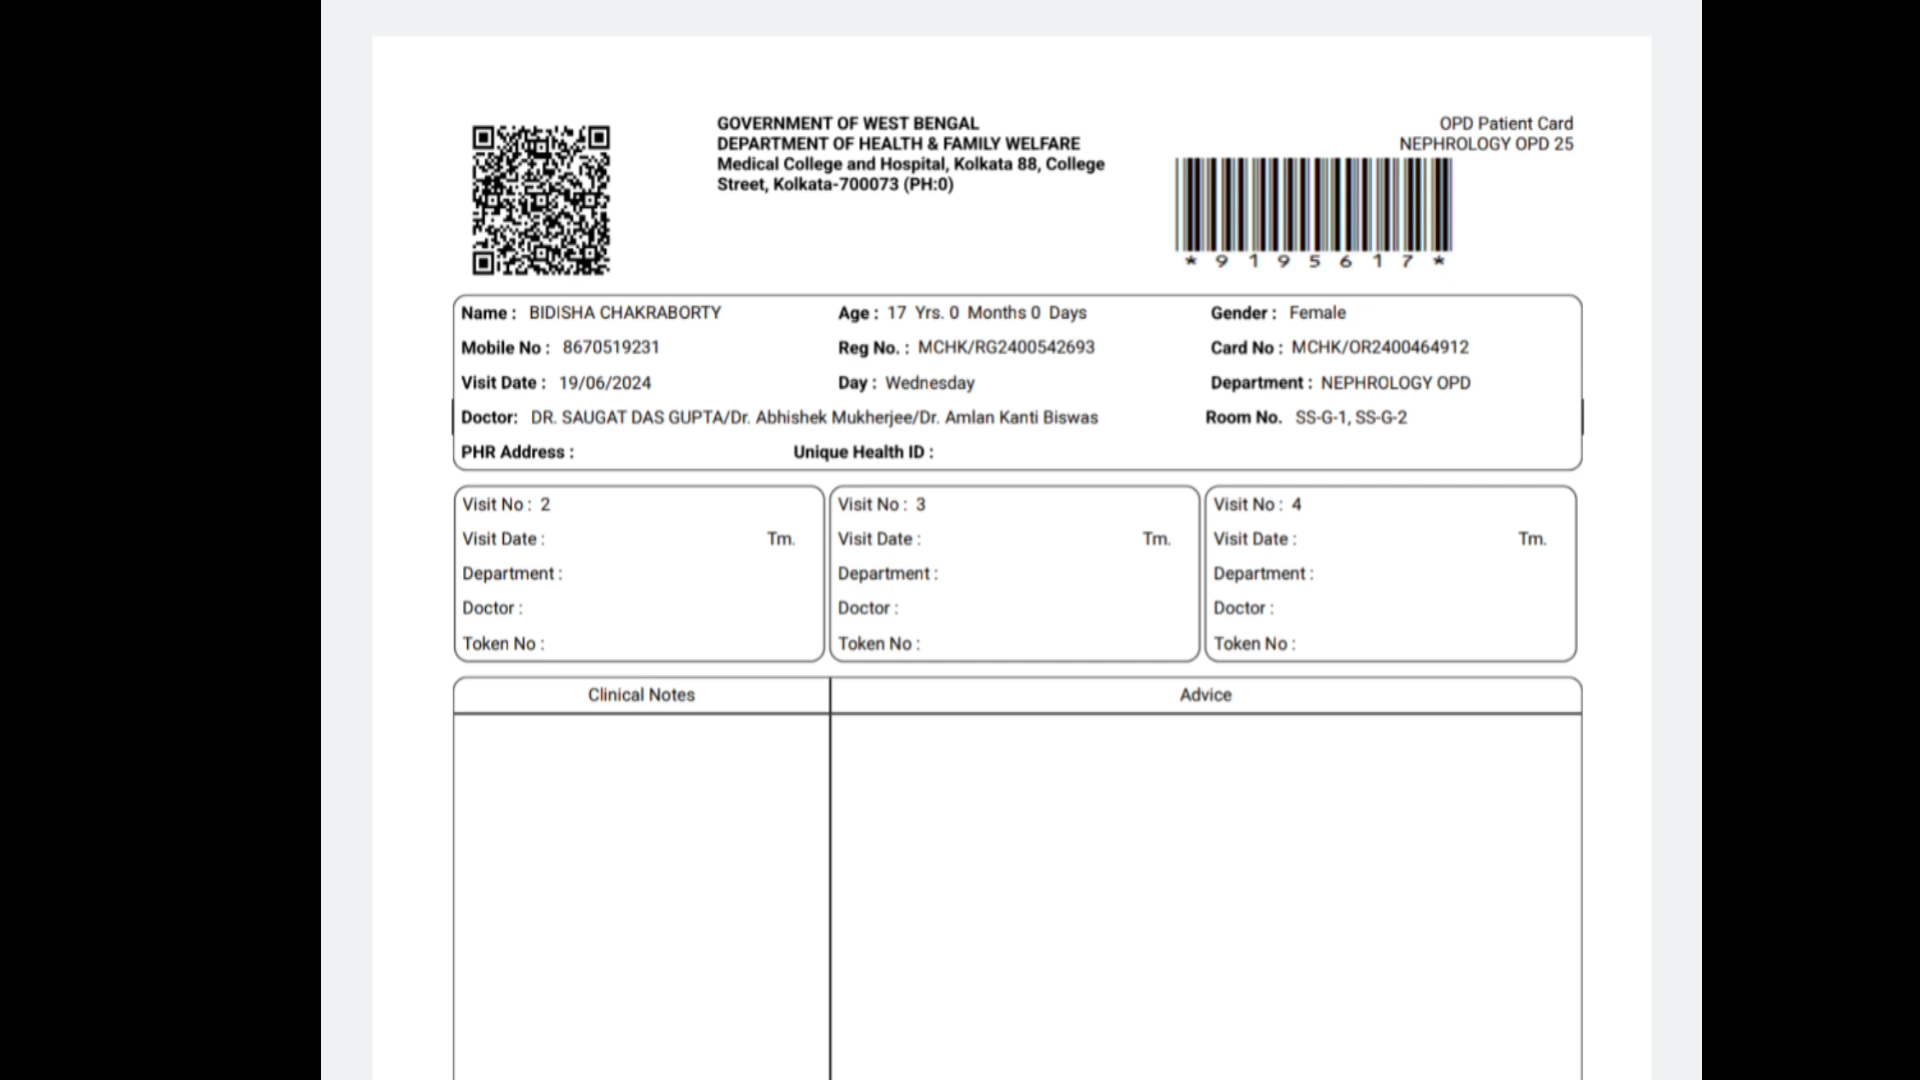 GOVERNMENT OF WEST BENGAL
DEPARTMENT OF HEALTH & FAMILY WELFARE
Medical College and Hospital, Kolkata 88, College
Street, Kolkata-700073 (PH:0)
OPD Patient Card
NEPHROLOGY OPD 25
* 9 1 9 5 6 1 7 *
Name : BIDISHA CHAKRABORTY Age : 17 Yrs. 0 Months 0 Days Gender : Female
Mobile No : 8670519231 Reg No. : MCHK/RG2400542693 Card No : MCHK/OR2400464912
Visit Date : 19/06/2024 Day : Wednesday Department : NEPHROLOGY OPD
Doctor: DR. SAUGAT DAS GUPTA/Dr. Abhishek Mukherjee/Dr. Amlan Kanti Biswas Room No. SS-G-1, SS-G-2
PHR Address : Unique Health ID :
Visit No : 2
Visit Date : Tm.
Department :
Doctor :
Token No :
Visit No : 3
Visit Date : Tm.
Department :
Doctor :
Token No :
Visit No : 4
Visit Date : Tm.
Department :
Doctor :
Token No :
Clinical Notes Advice